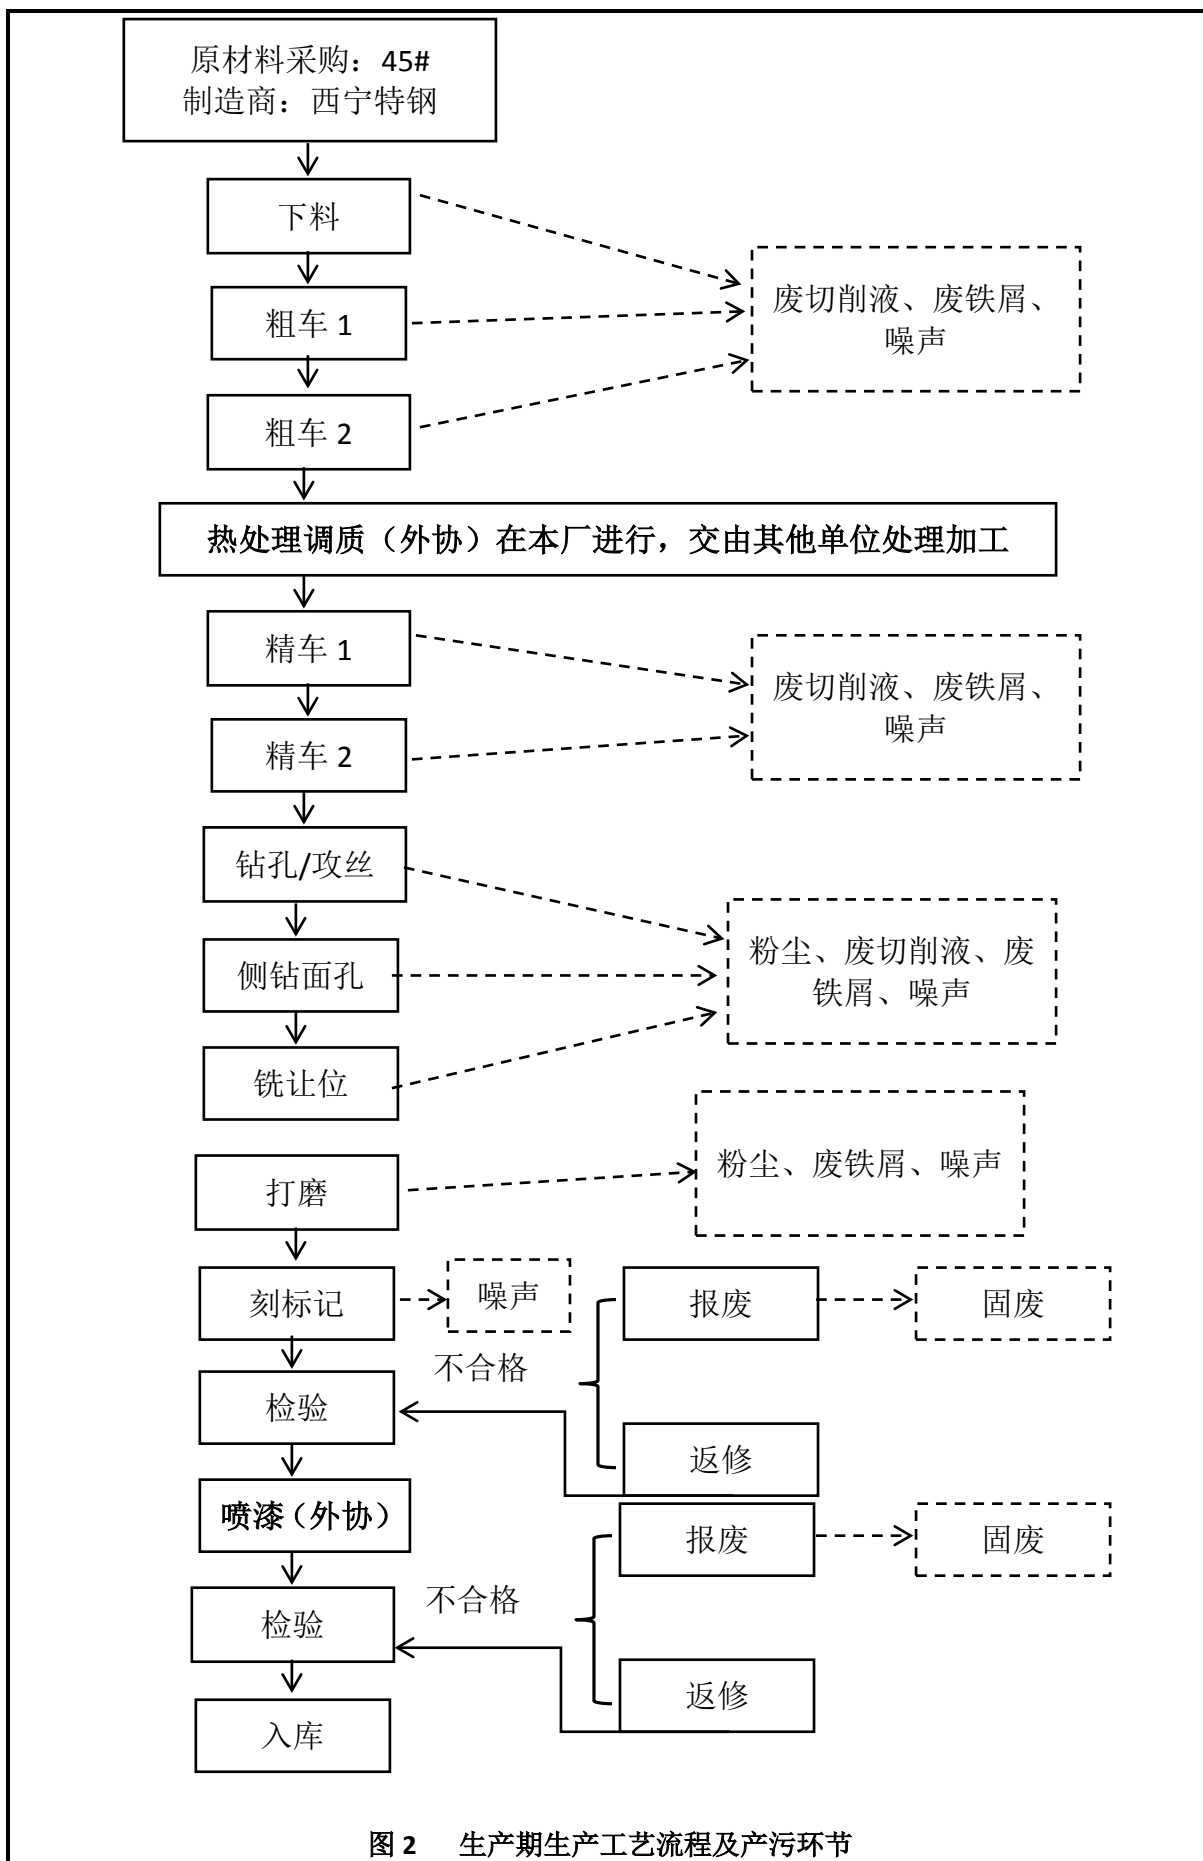 原材料采购：45#
制造商：西宁特钢
下料
废切削液、废铁屑、
噪声
粗车 1
粗车 2
热处理调质（外协）在本厂进行，交由其他单位处理加工
精车 1
废切削液、废铁屑、
噪声
精车 2
钻孔/攻丝
粉尘、废切削液、废
铁屑、噪声
侧钻面孔
铣让位
粉尘、废铁屑、噪声
打磨
刻标记
噪声
报废
固废
不合格
检验
返修
喷漆（外协）
报废
固废
不合格
检验
返修
入库
图 2 生产期生产工艺流程及产污环节